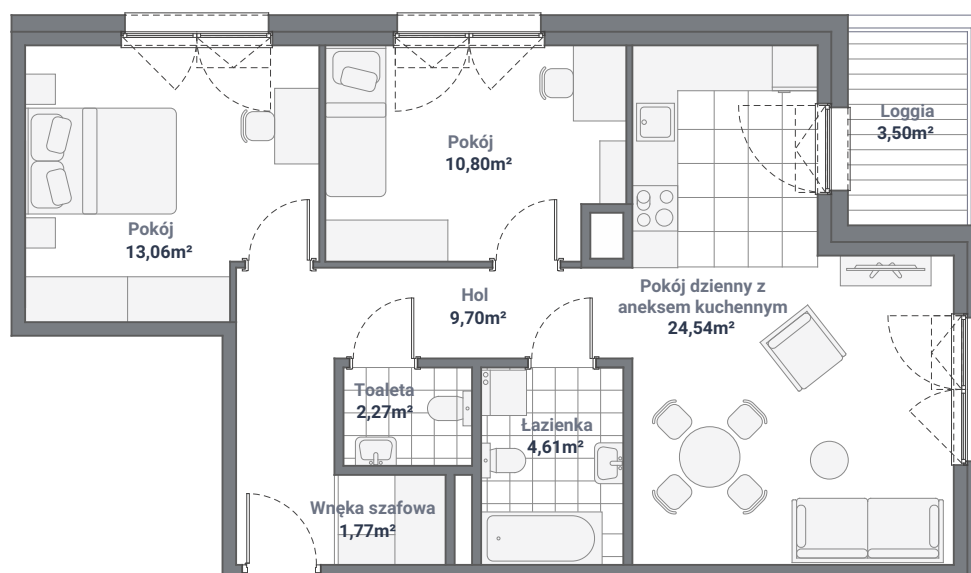 Loggia
3,50m²
Pokój
10,80m²
Pokój
13,06m²
Hol
9,70m²
Pokój dzienny z
aneksem kuchennym
24,54m²
Toaleta
2,27m²
Łazienka
4,61m²
Wnęka szafowa
1,77m²